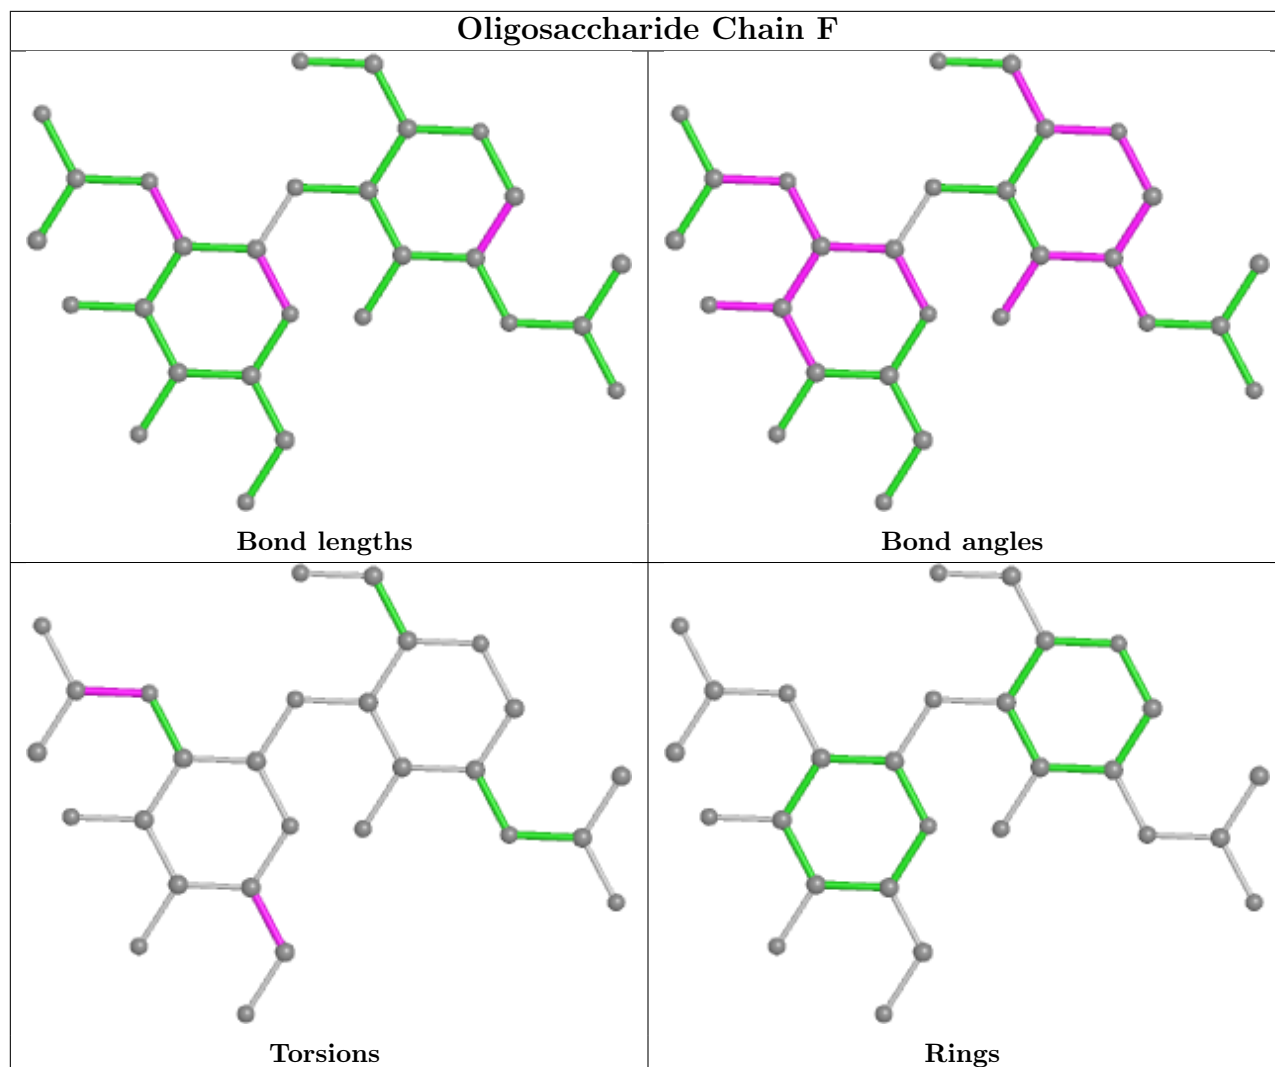 Oligosaccharide Chain F
Bond lengths
Bond angles
Torsions
Rings